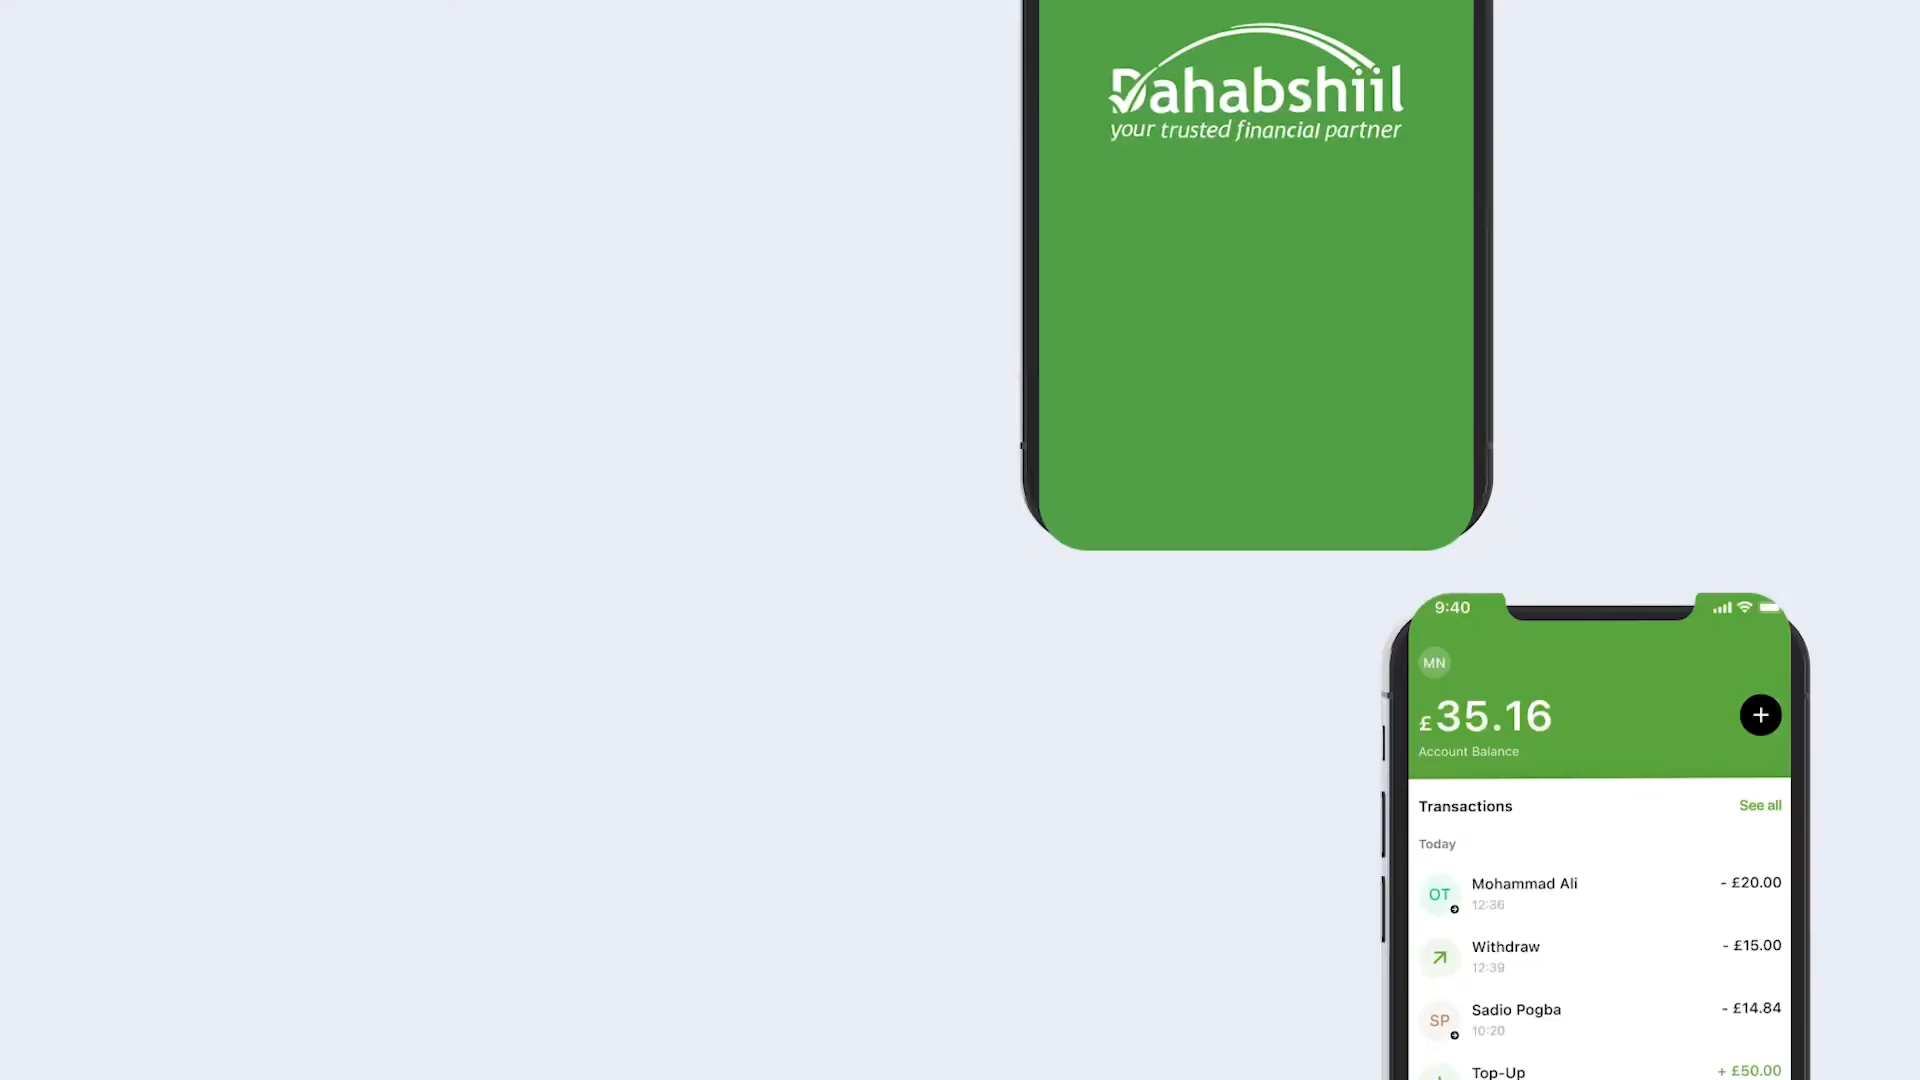 Dahabshiil
your trusted financial partner
9:40
MN
£35.16
Account Balance
Transactions
See all
Today
OT
Mohammad Ali
- £20.00
12:36
Withdraw
- £15.00
12:39
SP
Sadio Pogba
- £14.84
10:20
Top-Up
+ £50.00